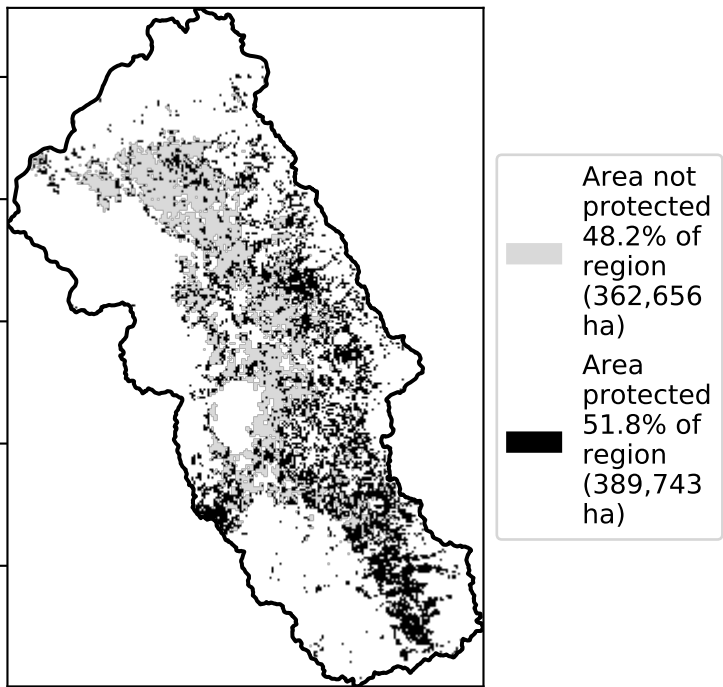 Area not
protected
48.2% of
region
(362,656
ha)
Area
protected
51.8% of
region
(389,743
ha)